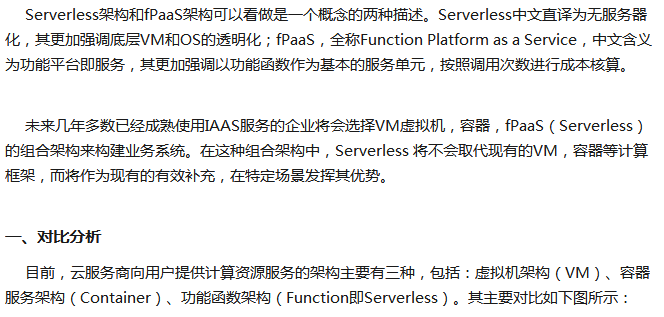 Serverless架构和fPaaS架构可以看做是一个概念的两种描述。Serverless中文直译为无服务器
化，其更加强调底层VM和OS的透明化；fPaaS，全称Function Platform as a Service，中文含义
为功能平台即服务，其更加强调以功能函数作为基本的服务单元，按照调用次数进行成本核算。
未来几年多数已经成熟使用IAAS服务的企业将会选择VM虚拟机，容器，fPaaS（Serverless）
的组合架构来构建业务系统。在这种组合架构中，Serverless 将不会取代现有的VM，容器等计算
框架，而将作为现有的有效补充，在特定场景发挥其优势。
一、对比分析
目前，云服务商向用户提供计算资源服务的架构主要有三种，包括：虚拟机架构（VM）、容器
服务架构（Container）、功能函数架构（Function即Serverless）。其主要对比如下图所示：